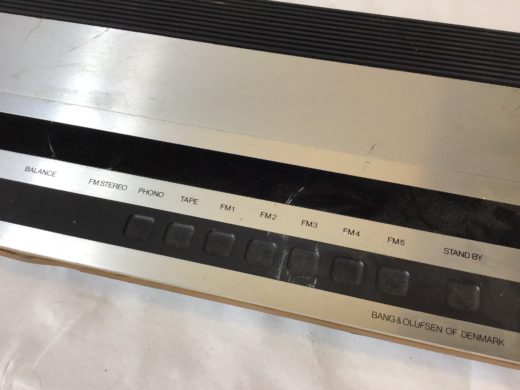 BALANCE FM STEREO PHONO TAPE FM1 FM2 FM3 FM4 FM5 STAND BY
BANG & OLUFSEN OF DENMARK